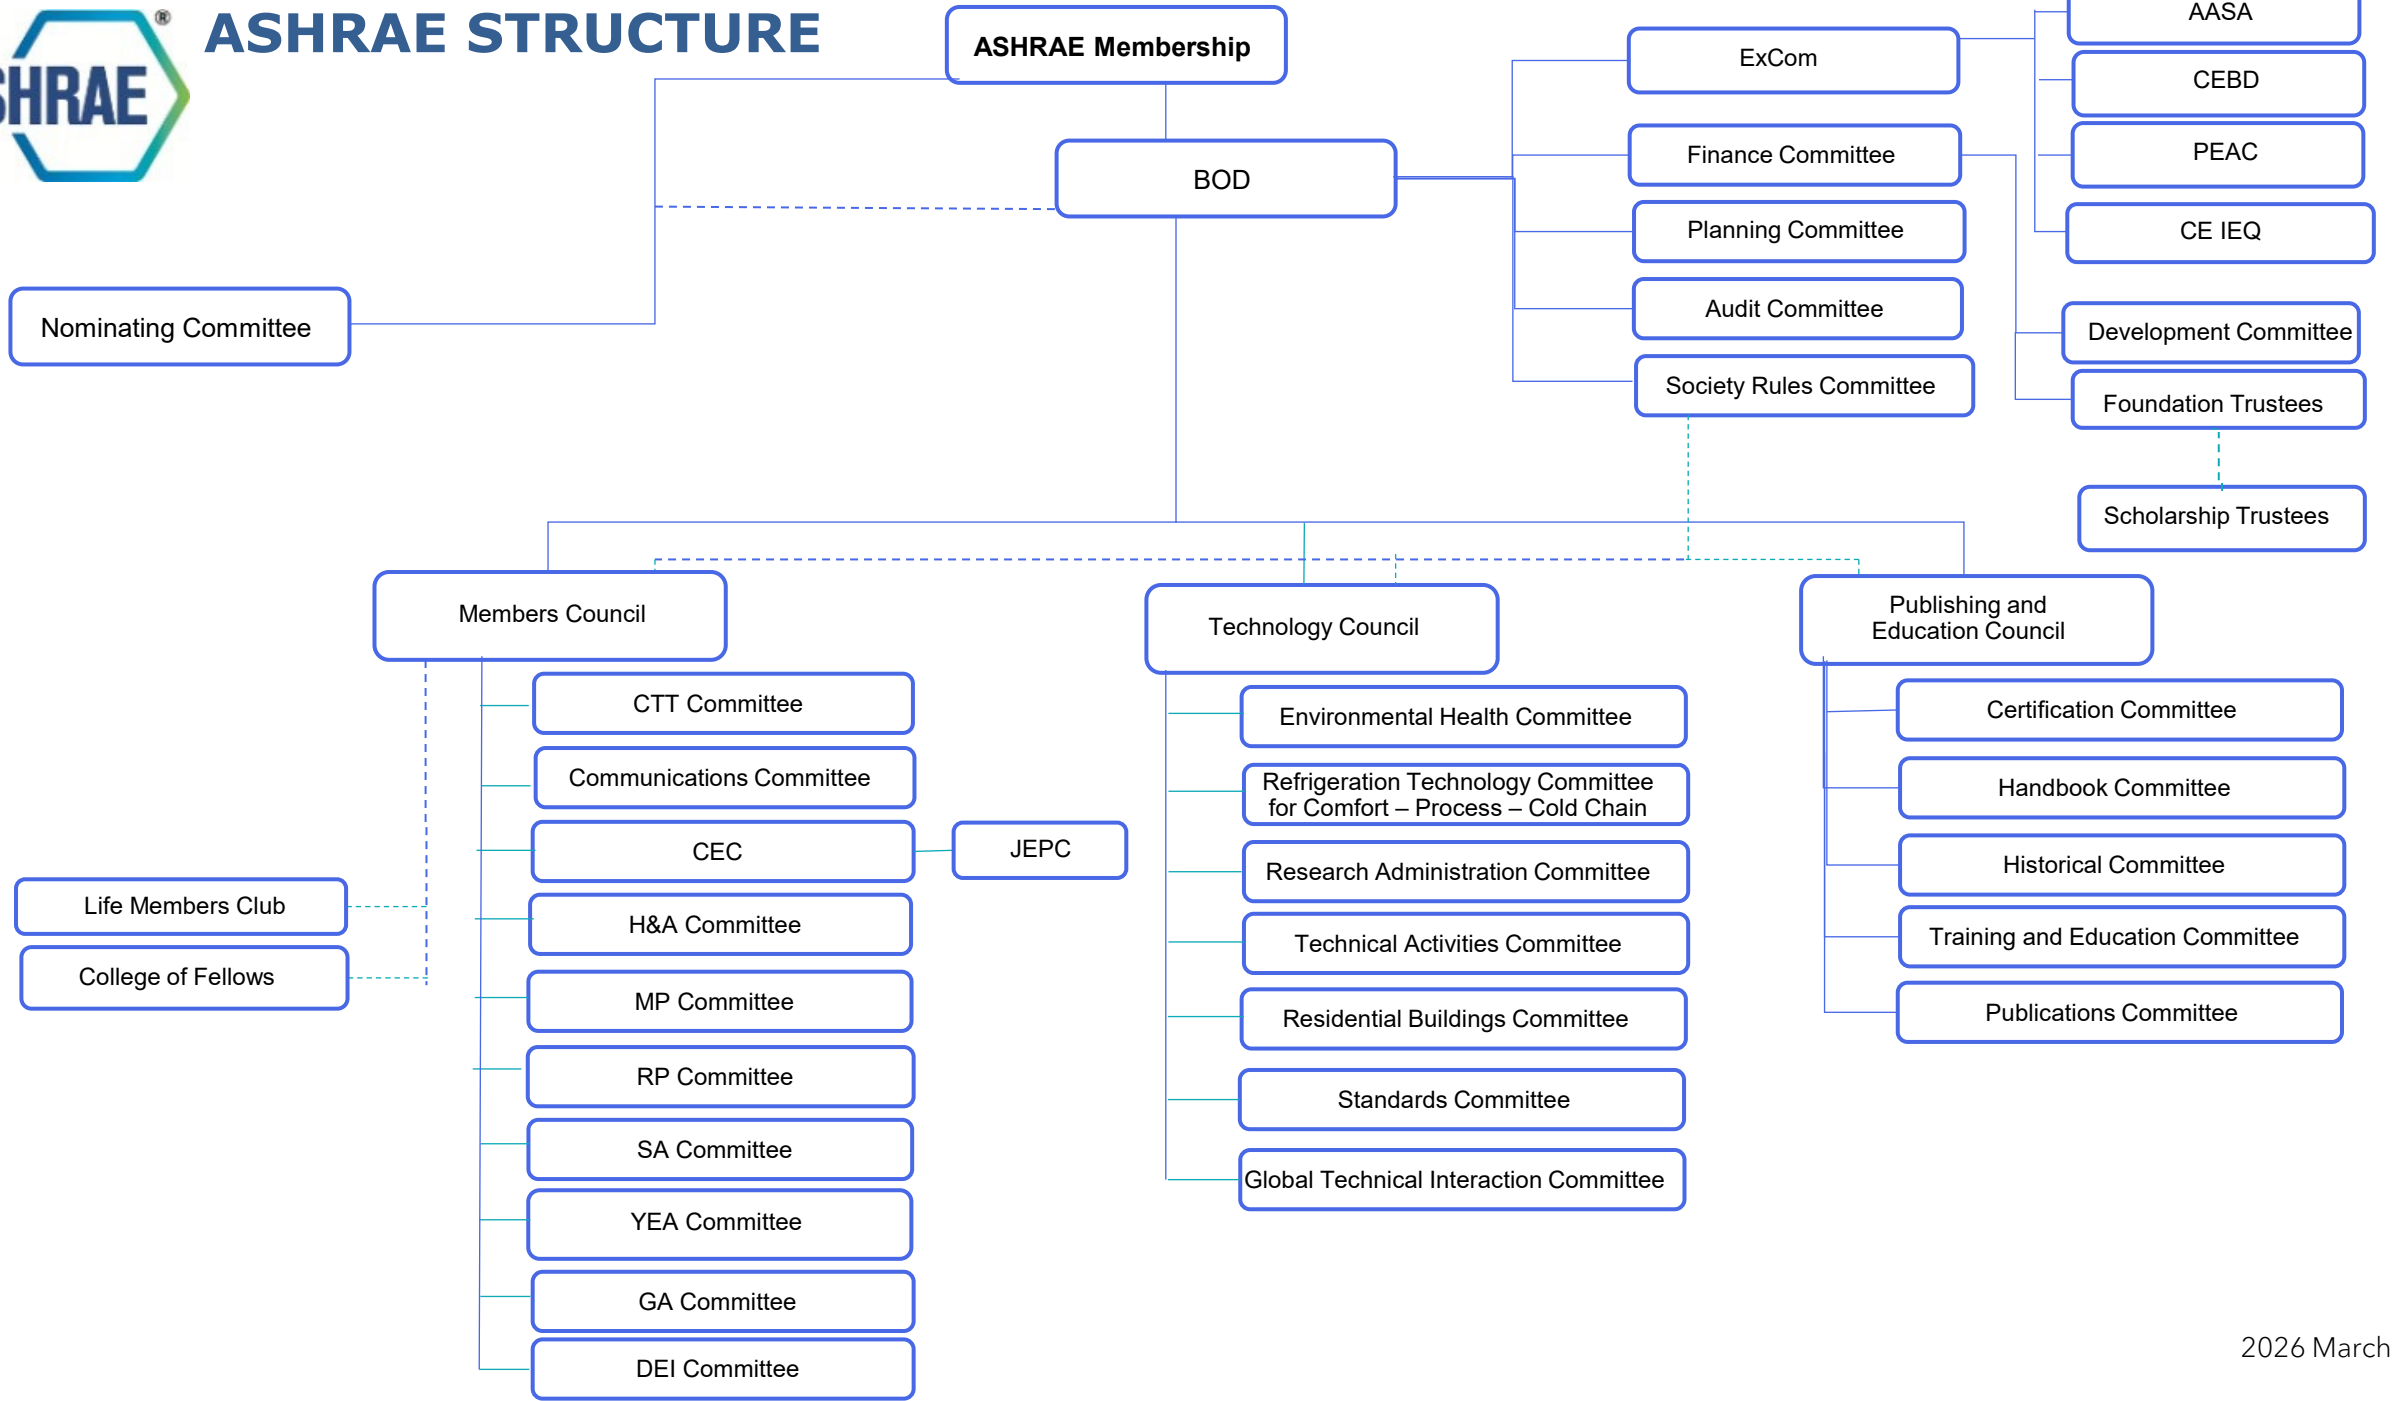 ®
SHRAE
ASHRAE STRUCTURE
ASHRAE Membership
BOD
Nominating Committee
ExCom
Finance Committee
Planning Committee
Audit Committee
Society Rules Committee
AASA
CEBD
PEAC
CE IEQ
Development Committee
Foundation Trustees
Scholarship Trustees
Members Council
CTT Committee
Communications Committee
CEC
JEPC
H&A Committee
MP Committee
RP Committee
SA Committee
YEA Committee
GA Committee
DEI Committee
Life Members Club
College of Fellows
Technology Council
Environmental Health Committee
Refrigeration Technology Committee
for Comfort – Process – Cold Chain
Research Administration Committee
Technical Activities Committee
Residential Buildings Committee
Standards Committee
Global Technical Interaction Committee
Publishing and
Education Council
Certification Committee
Handbook Committee
Historical Committee
Training and Education Committee
Publications Committee
2026 March